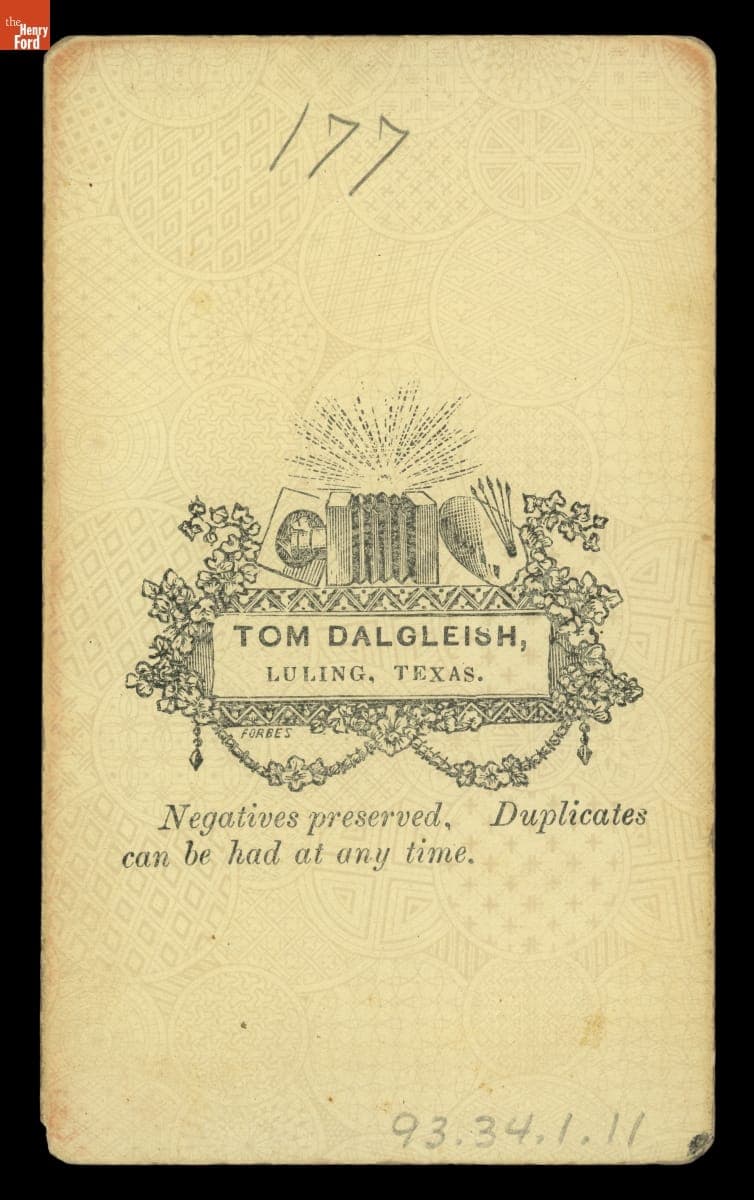 the
Henry
Ford
177
TOM DALGLEISH,
LULING, TEXAS.
FORBES
Negatives preserved, Duplicates
can be had at any time.
93.34.1.11